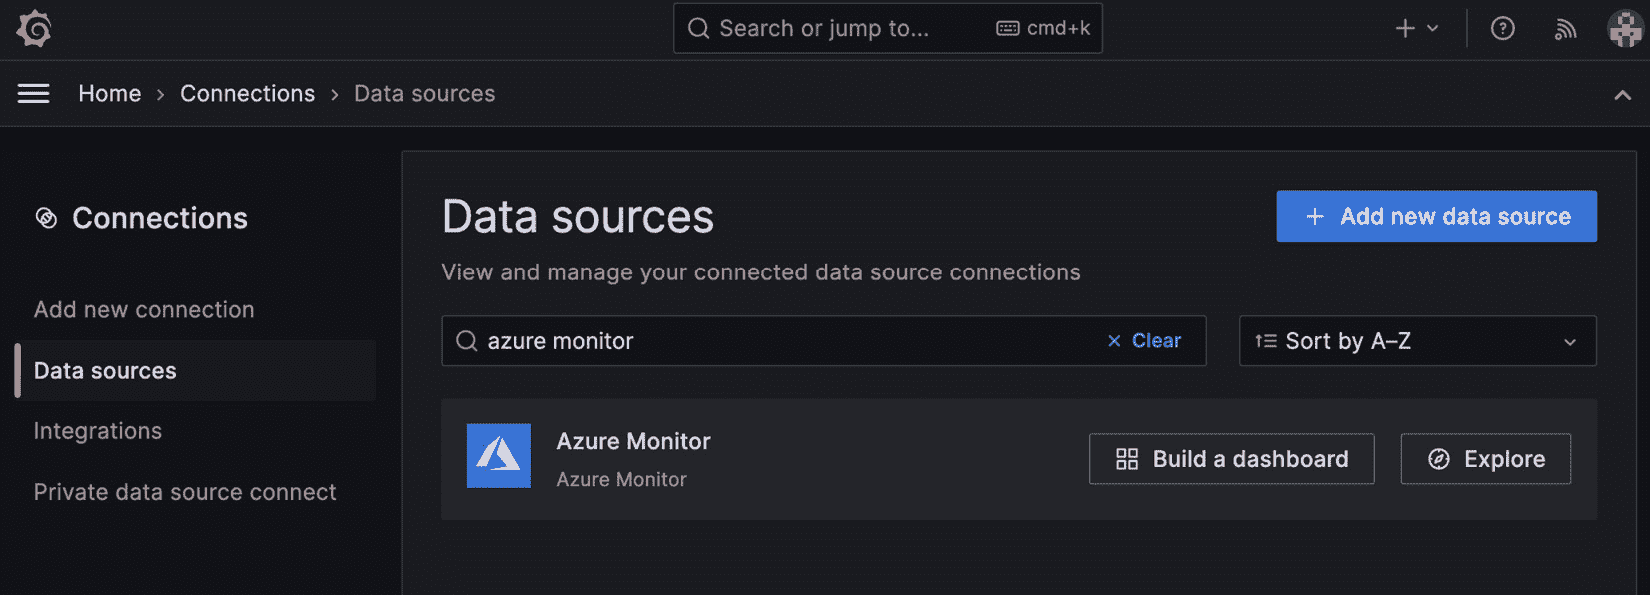 Search or jump to... cmd+k
Home › Connections › Data sources
Connections
Add new connection
Data sources
Integrations
Private data source connect
Data sources
+ Add new data source
View and manage your connected data source connections
azure monitor
× Clear
Sort by A–Z
Azure Monitor
Azure Monitor
Build a dashboard
Explore